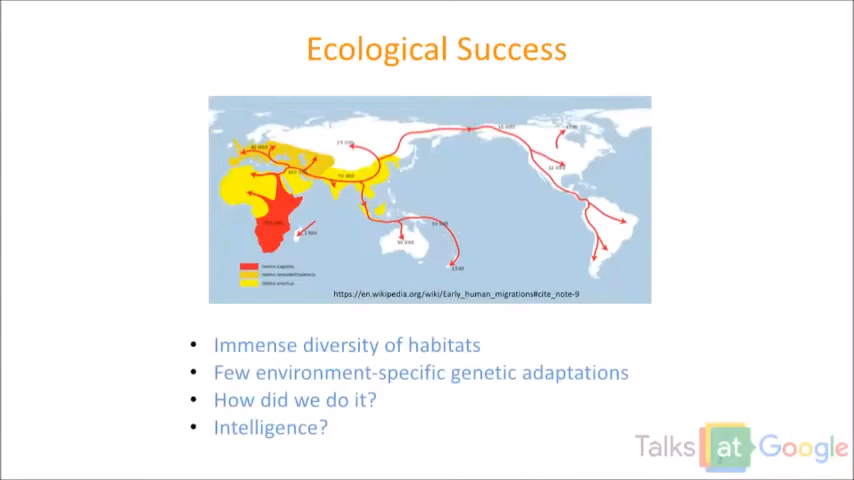 Ecological Success
https://en.wikipedia.org/wiki/Early_human_migrations#cite_note-9
• Immense diversity of habitats
• Few environment-specific genetic adaptations
• How did we do it?
• Intelligence?
Talks at Google